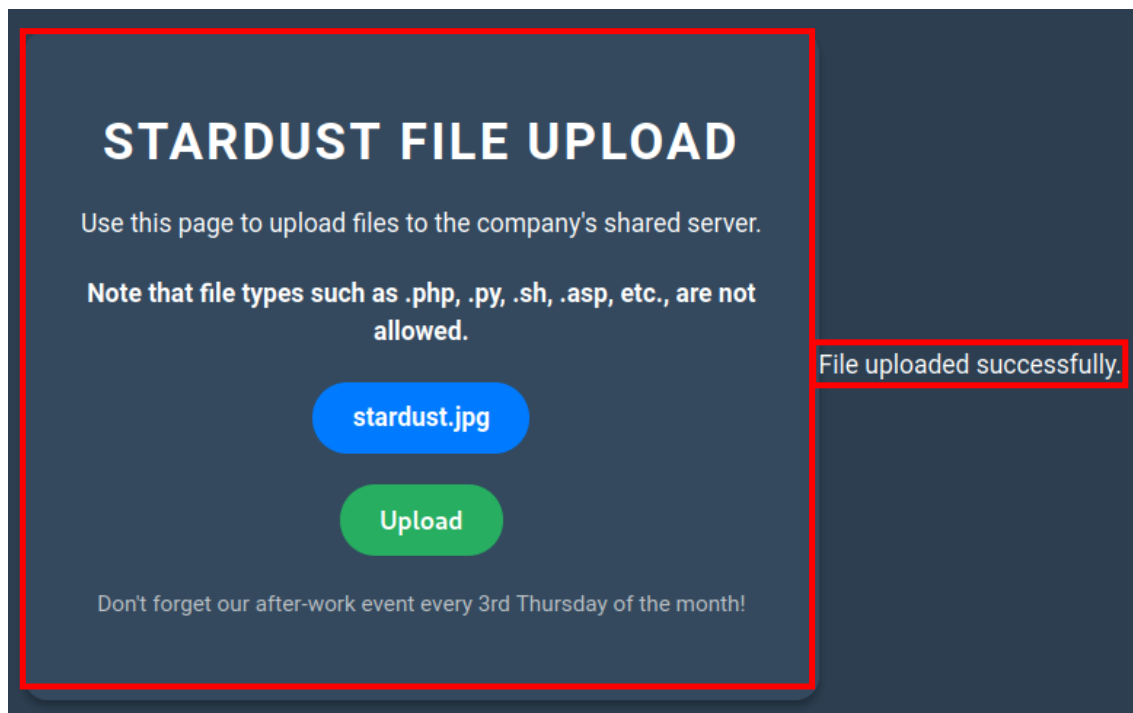 STARDUST FILE UPLOAD
Use this page to upload files to the company's shared server.
Note that file types such as .php, .py, .sh, .asp, etc., are not
allowed.
File uploaded successfully.
stardust.jpg
Upload
Don't forget our after-work event every 3rd Thursday of the month!